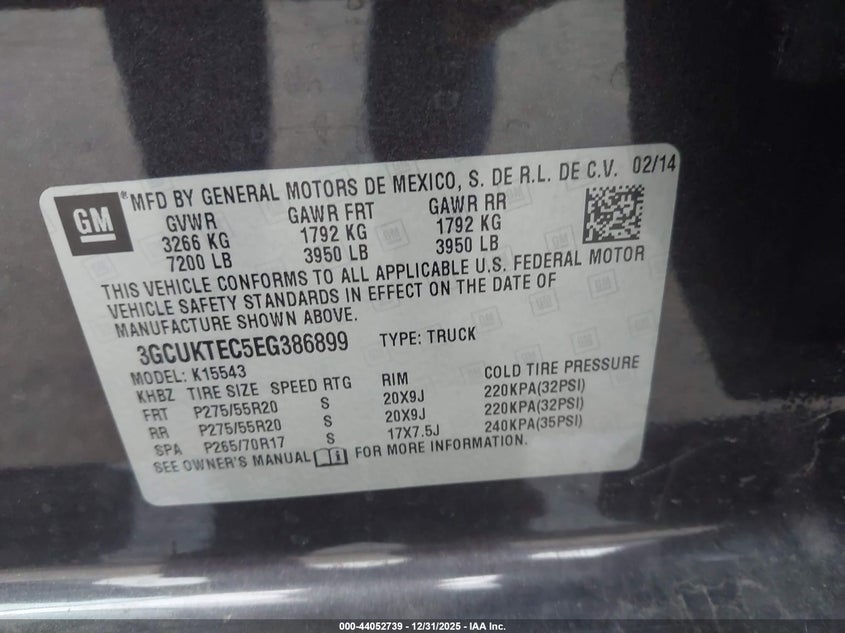 GM
® MFD BY GENERAL MOTORS DE MEXICO, S. DE R.L. DE C.V. 02/14
GVWR GAWR FRT GAWR RR
3266 KG 1792 KG 1792 KG
7200 LB 3950 LB 3950 LB
THIS VEHICLE CONFORMS TO ALL APPLICABLE U.S. FEDERAL MOTOR
VEHICLE SAFETY STANDARDS IN EFFECT ON THE DATE OF
MANUFACTURE SHOWN ABOVE.
3GCUKTEC5EG386899 TYPE: TRUCK
MODEL: K15543
KHBZ TIRE SIZE SPEED RTG RIM COLD TIRE PRESSURE
FRT P275/55R20 S 20X9J 220KPA(32PSI)
RR P275/55R20 S 20X9J 220KPA(32PSI)
SPA P265/70R17 S 17X7.5J 240KPA(35PSI)
SEE OWNER'S MANUAL FOR MORE INFORMATION.
000-44052739 - 12/31/2025 - IAA Inc.